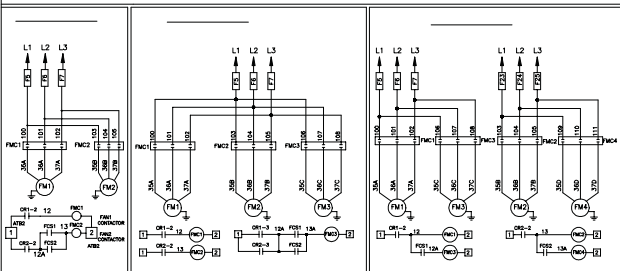 L1 L2 L3
F5 F6 F7
100 101 102 103 104 105
FMC1 FMC2
35A 36A 37A 35B 36B 37B
FM1 FM2
CR1-2 12 FMC1
FAN1 CONTACTOR
ATB2 1
FCS1 13 FMC2 2
FAN2 CONTACTOR
CR2-2 FCS2 ATB2
12A
L1 L2 L3
F5 F6 F7
100 101 102 103 104 105 106 107 108
FMC1 FMC2 FMC3
35A 36A 37A 35B 36B 37B 35C 36C 37C
FM1 FM2 FM3
1 CR1-2 12 FMC1 2
CR2-2 13 FMC2 2
1 CR1-3 12A FCS1 13A FMC3 2
CR2-3 FCS1
L1 L2 L3 L1 L2 L3
F5 F6 F7 F23 F24 F25
100 101 102 106 107 108 103 104 105 109 110 111
FMC1 FMC3 FMC2 FMC4
35A 36A 37A 35C 36C 37C 35B 36B 37B 35D 36D 37D
FM1 FM3 FM2 FM4
1 CR1-2 12 FMC1 2
FCS1 12A FMC3
1 CR2-2 13 FMC2 2
FCS2 13A FMC4